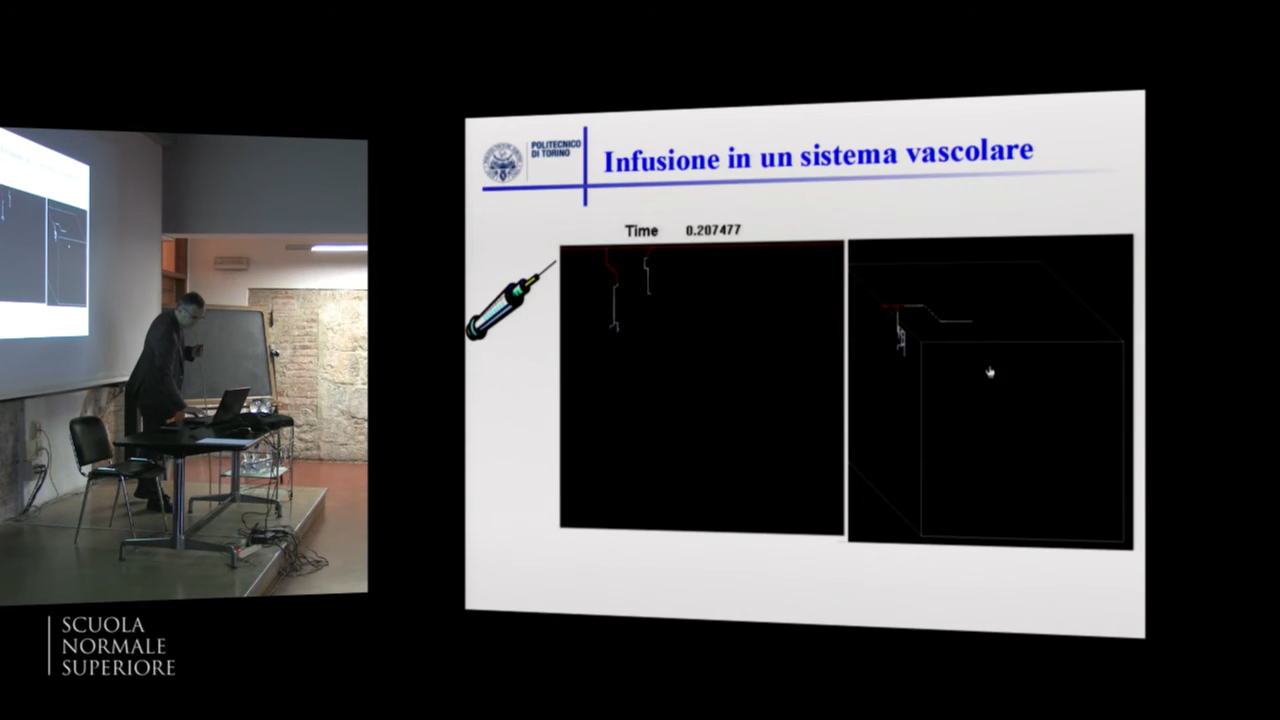 POLITECNICO
DI TORINO
Infusione in un sistema vascolare
Time 0.207477
SCUOLA
NORMALE
SUPERIORE